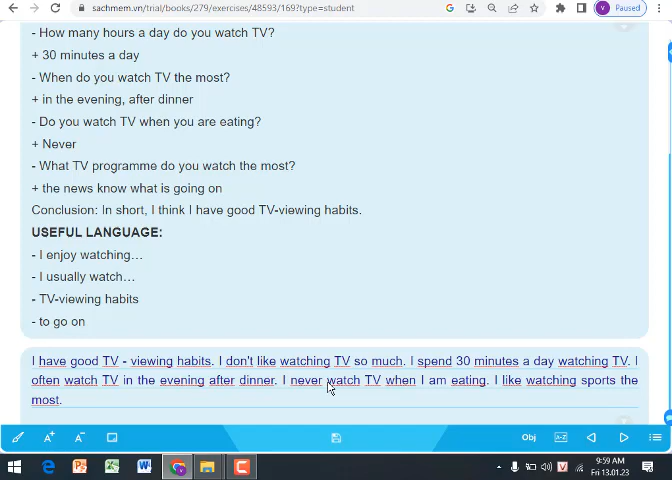 sachmem.vn/trial/books/279/exercises/48593/169?type=student
Paused
- How many hours a day do you watch TV?
+ 30 minutes a day
- When do you watch TV the most?
+ in the evening, after dinner
- Do you watch TV when you are eating?
+ Never
- What TV programme do you watch the most?
+ the news know what is going on
Conclusion: In short, I think I have good TV-viewing habits.
USEFUL LANGUAGE:
- I enjoy watching…
- I usually watch…
- TV-viewing habits
- to go on
I have good TV - viewing habits. I don't like watching TV so much. I spend 30 minutes a day watching TV. I
often watch TV in the evening after dinner. I never watch TV when I am eating. I like watching sports the
most.
A+ A- Obj A-Z
9:59 AM
Fri 13.01.23